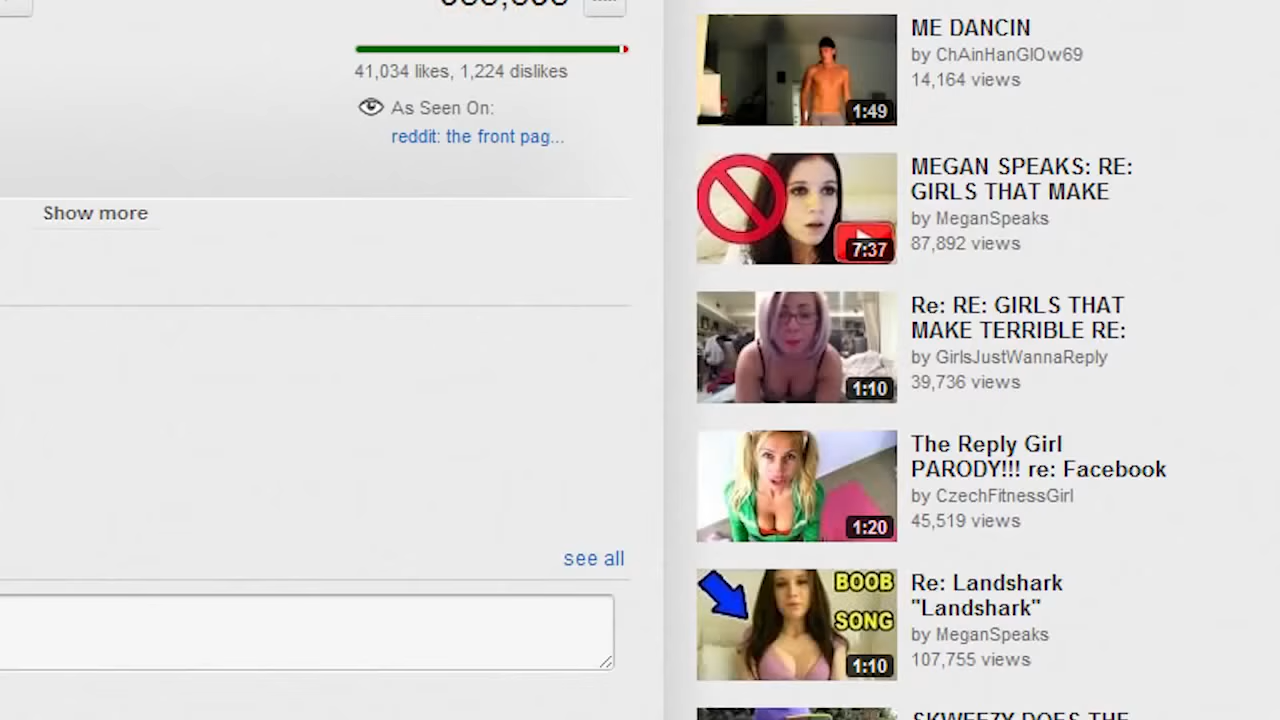 41,034 likes, 1,224 dislikes
As Seen On:
reddit: the front pag...
Show more
see all
ME DANCIN
by ChAinHanGlOw69
14,164 views
1:49
MEGAN SPEAKS: RE:
GIRLS THAT MAKE
by MeganSpeaks
87,892 views
7:37
Re: RE: GIRLS THAT
MAKE TERRIBLE RE:
by GirlsJustWannaReply
39,736 views
1:10
The Reply Girl
PARODY!!! re: Facebook
by CzechFitnessGirl
45,519 views
1:20
BOOB
SONG
Re: Landshark
"Landshark"
by MeganSpeaks
107,755 views
1:10
SKWEEZY DOES THE